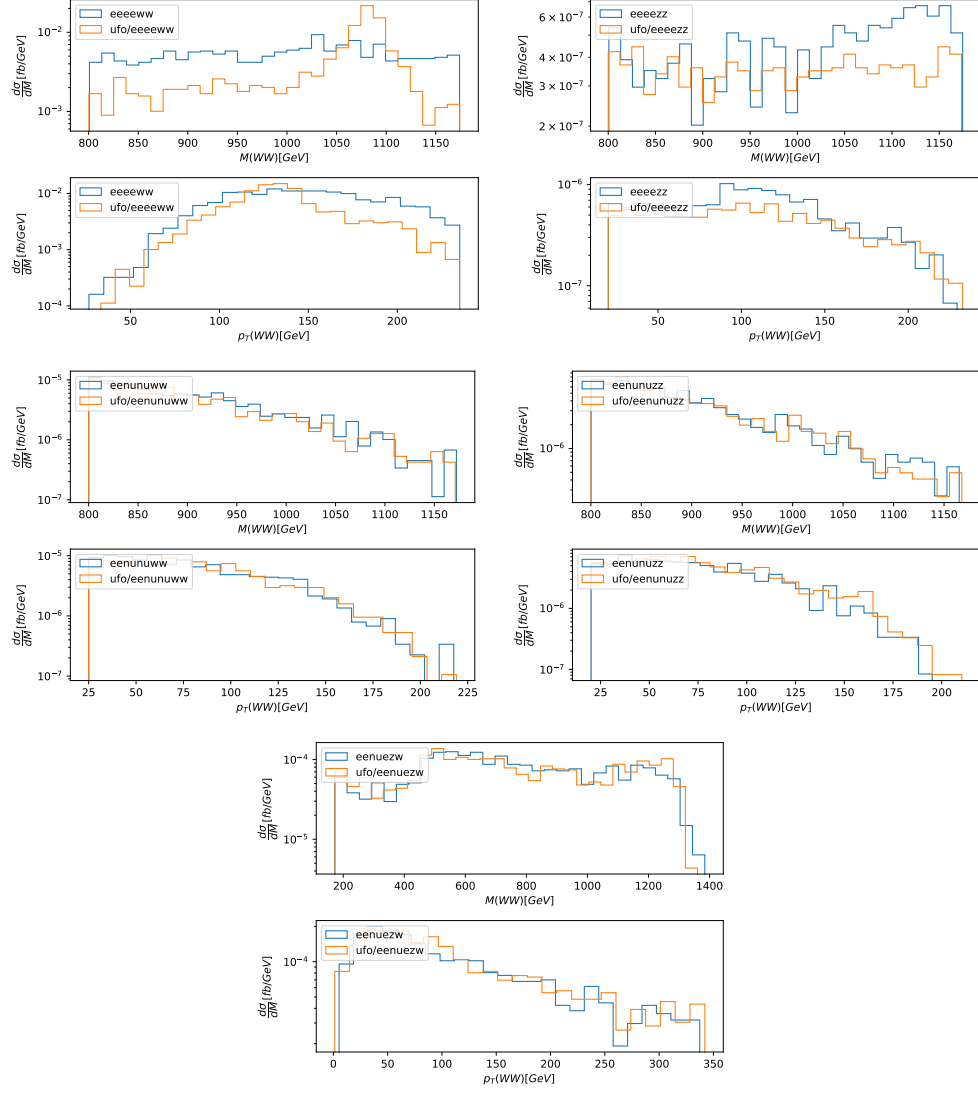 eeeeww
ufo/eeeeww
10⁻²
10⁻³
dσ/dM [fb/GeV]
800 850 900 950 1000 1050 1100 1150
M(WW)[GeV]
eeeezz
ufo/eeeezz
6 × 10⁻⁷
4 × 10⁻⁷
3 × 10⁻⁷
2 × 10⁻⁷
dσ/dM [fb/GeV]
800 850 900 950 1000 1050 1100 1150
M(WW)[GeV]
eeeeww
ufo/eeeeww
10⁻²
10⁻³
10⁻⁴
dσ/dM [fb/GeV]
50 100 150 200
p_T(WW)[GeV]
eeeezz
ufo/eeeezz
10⁻⁶
10⁻⁷
dσ/dM [fb/GeV]
50 100 150 200
p_T(WW)[GeV]
eenunuww
ufo/eenunuww
10⁻⁵
10⁻⁶
10⁻⁷
dσ/dM [fb/GeV]
800 850 900 950 1000 1050 1100 1150
M(WW)[GeV]
eenunuzz
ufo/eenunuzz
10⁻⁶
dσ/dM [fb/GeV]
800 850 900 950 1000 1050 1100 1150
M(WW)[GeV]
eenunuww
ufo/eenunuww
10⁻⁵
10⁻⁶
10⁻⁷
dσ/dM [fb/GeV]
25 50 75 100 125 150 175 200 225
p_T(WW)[GeV]
eenunuzz
ufo/eenunuzz
10⁻⁶
10⁻⁷
dσ/dM [fb/GeV]
25 50 75 100 125 150 175 200
p_T(WW)[GeV]
eenuezw
ufo/eenuezw
10⁻⁴
10⁻⁵
dσ/dM [fb/GeV]
200 400 600 800 1000 1200 1400
M(WW)[GeV]
eenuezw
ufo/eenuezw
10⁻⁴
dσ/dM [fb/GeV]
0 50 100 150 200 250 300 350
p_T(WW)[GeV]